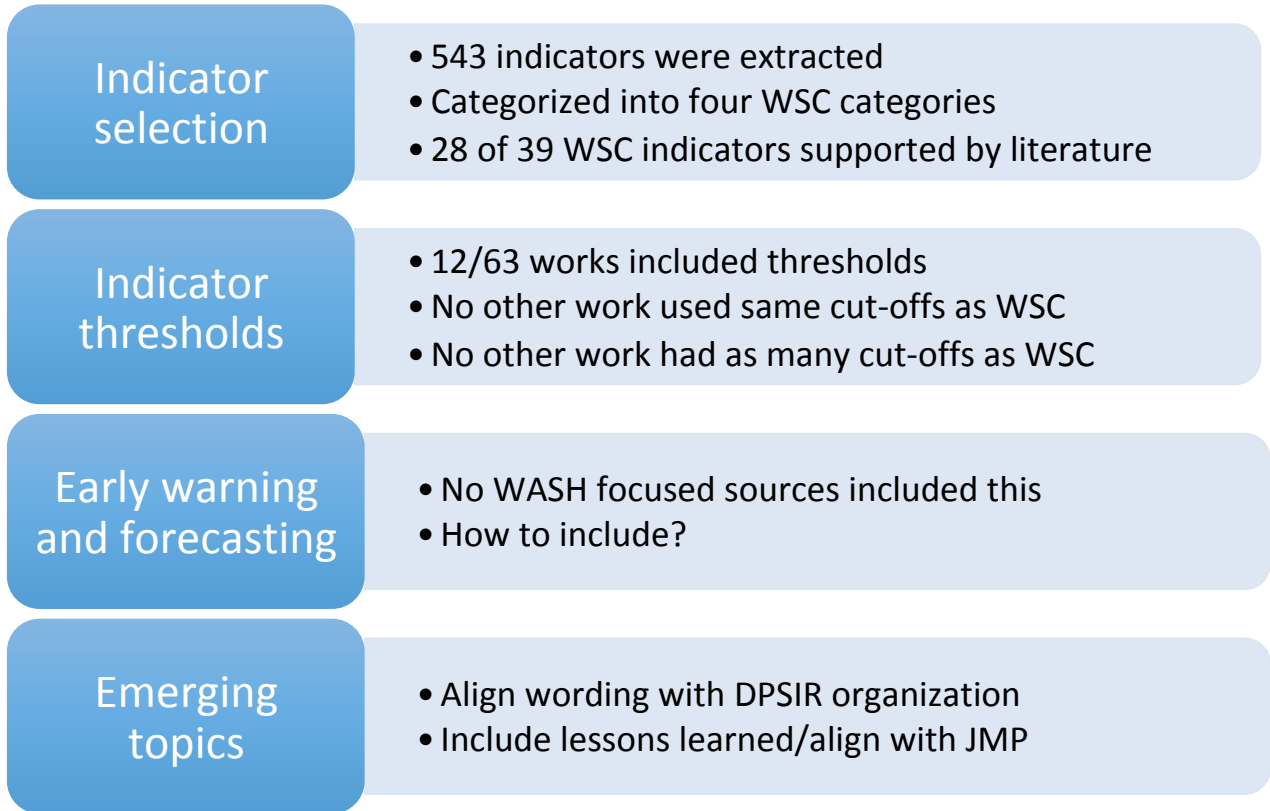 Indicator
selection
• 543 indicators were extracted
• Categorized into four WSC categories
• 28 of 39 WSC indicators supported by literature
Indicator
thresholds
• 12/63 works included thresholds
• No other work used same cut-offs as WSC
• No other work had as many cut-offs as WSC
Early warning
and forecasting
• No WASH focused sources included this
• How to include?
Emerging
topics
• Align wording with DPSIR organization
• Include lessons learned/align with JMP